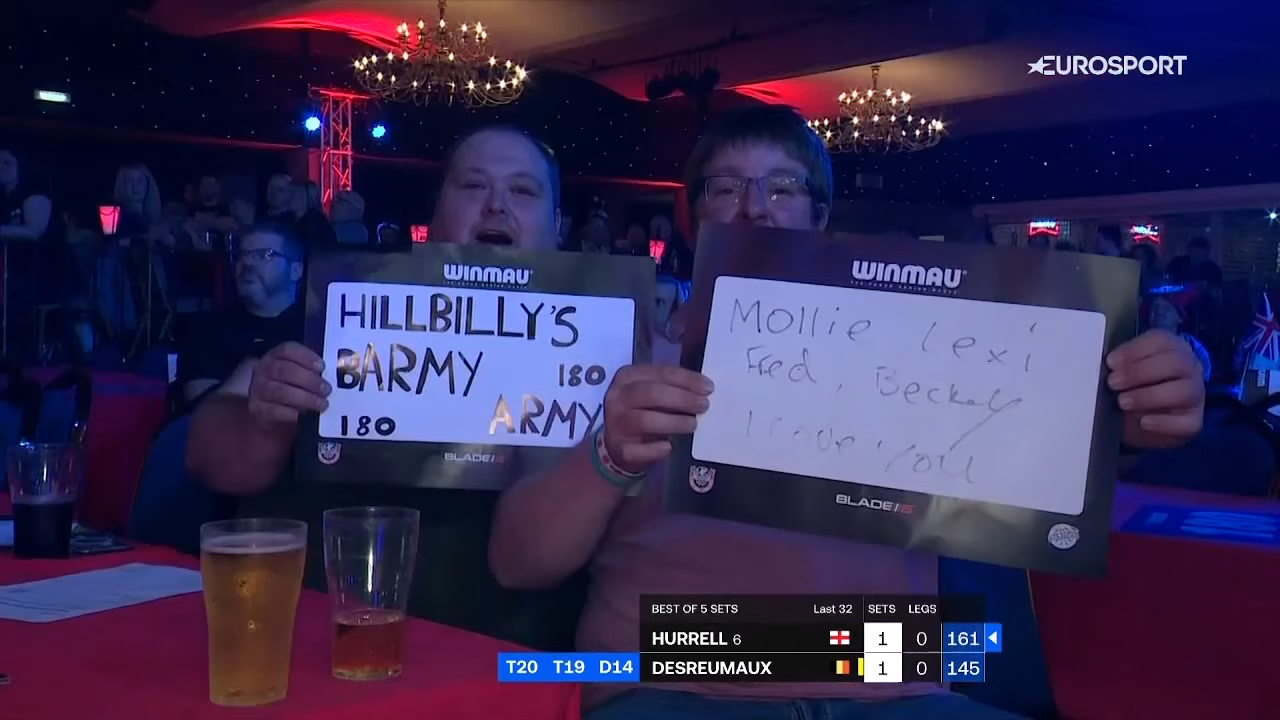 EUROSPORT
WINMAU
HILLBILLY'S
BARMY 180
180 ARMY
BLADE 6
WINMAU
Mollie Lexi
Fred, Beckey
I love you
BLADE 6
BEST OF 5 SETS Last 32 SETS LEGS
HURRELL 6 1 0 161
T20 T19 D14 DESREUMAUX 1 0 145